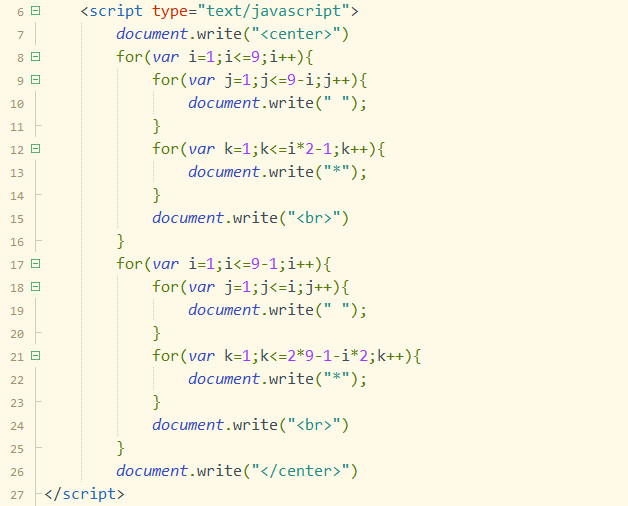 6 <script type="text/javascript">
7 document.write("<center>")
8 for(var i=1;i<=9;i++){
9 for(var j=1;j<=9-i;j++){
10 document.write(" ");
11 }
12 for(var k=1;k<=i*2-1;k++){
13 document.write("*");
14 }
15 document.write("<br>")
16 }
17 for(var i=1;i<=9-1;i++){
18 for(var j=1;j<=i;j++){
19 document.write(" ");
20 }
21 for(var k=1;k<=2*9-1-i*2;k++){
22 document.write("*");
23 }
24 document.write("<br>")
25 }
26 document.write("</center>")
27 </script>